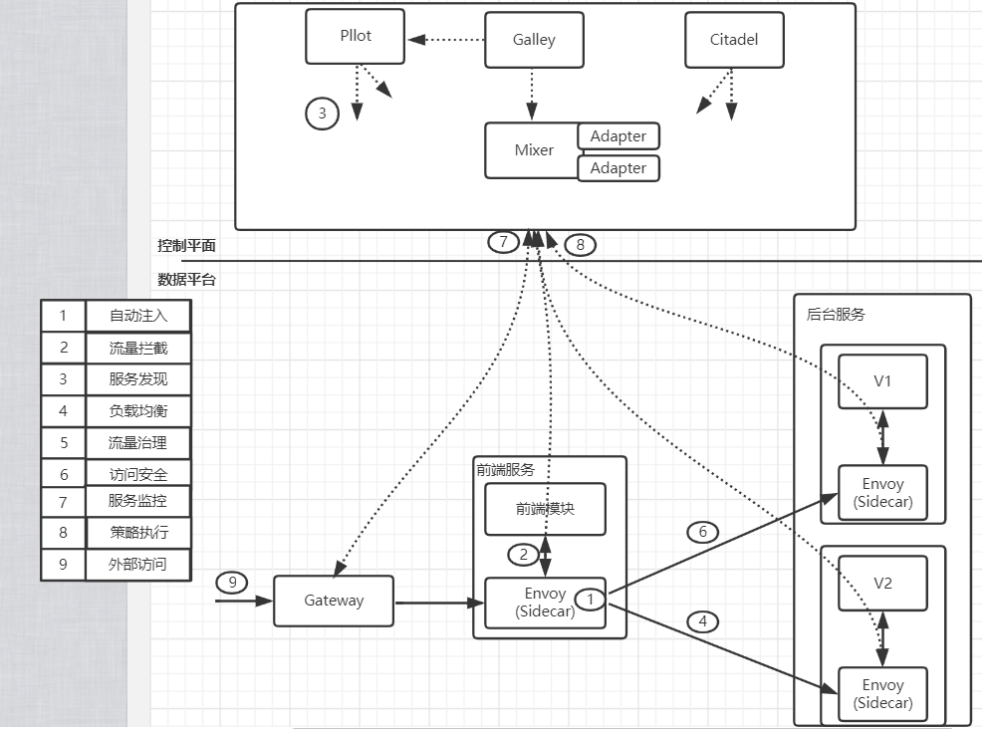 Pllot
Galley
Citadel
3
Mixer
Adapter
Adapter
7
8
控制平面
数据平台
1 自动注入
2 流量拦截
3 服务发现
4 负载均衡
5 流量治理
6 访问安全
7 服务监控
8 策略执行
9 外部访问
后台服务
V1
Envoy
(Sidecar)
前端服务
前端模块
2
Envoy
(Sidecar)
1
6
4
9
Gateway
V2
Envoy
(Sidecar)